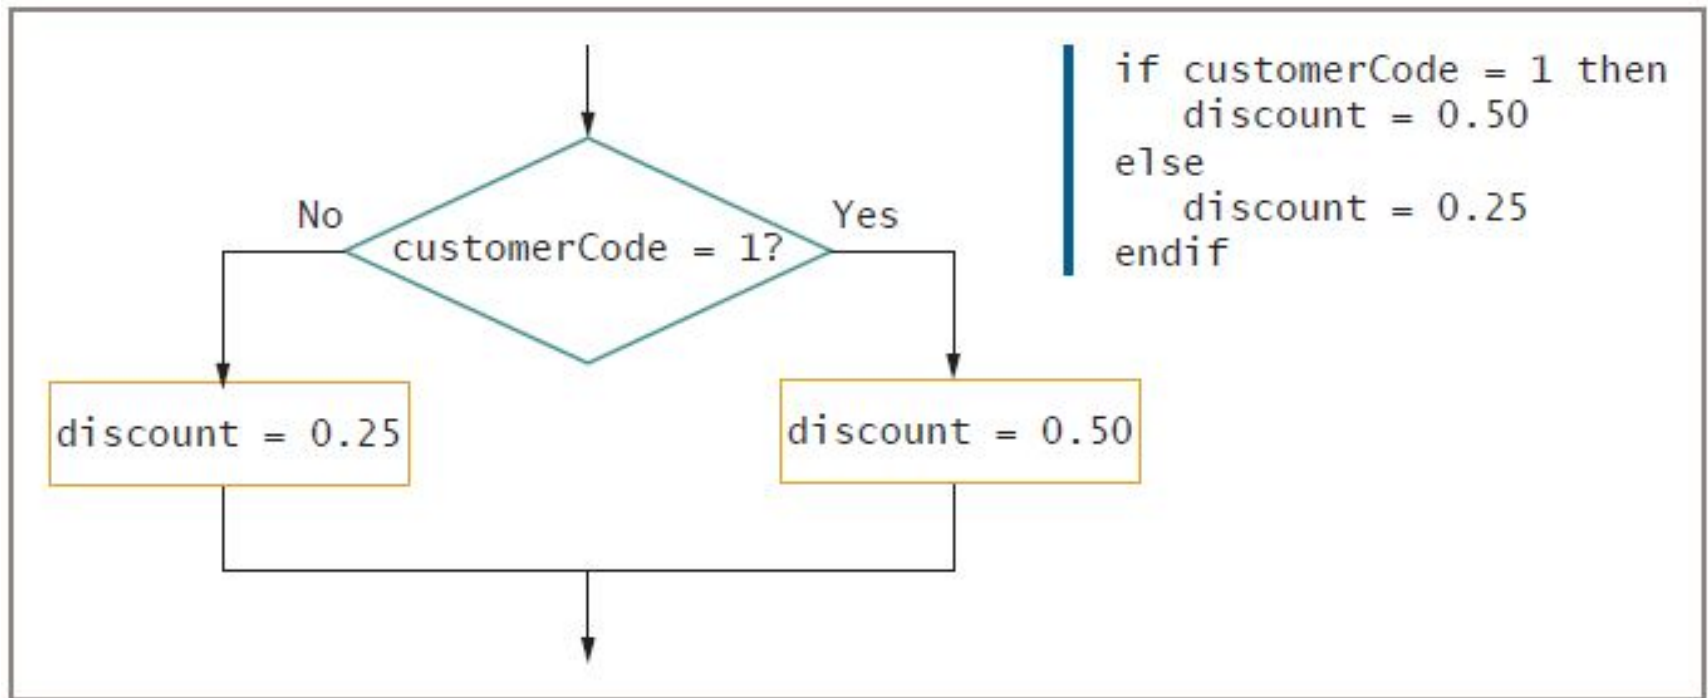 if customerCode = 1 then
   discount = 0.50
else
   discount = 0.25
endif
No
Yes
customerCode = 1?
discount = 0.25
discount = 0.50